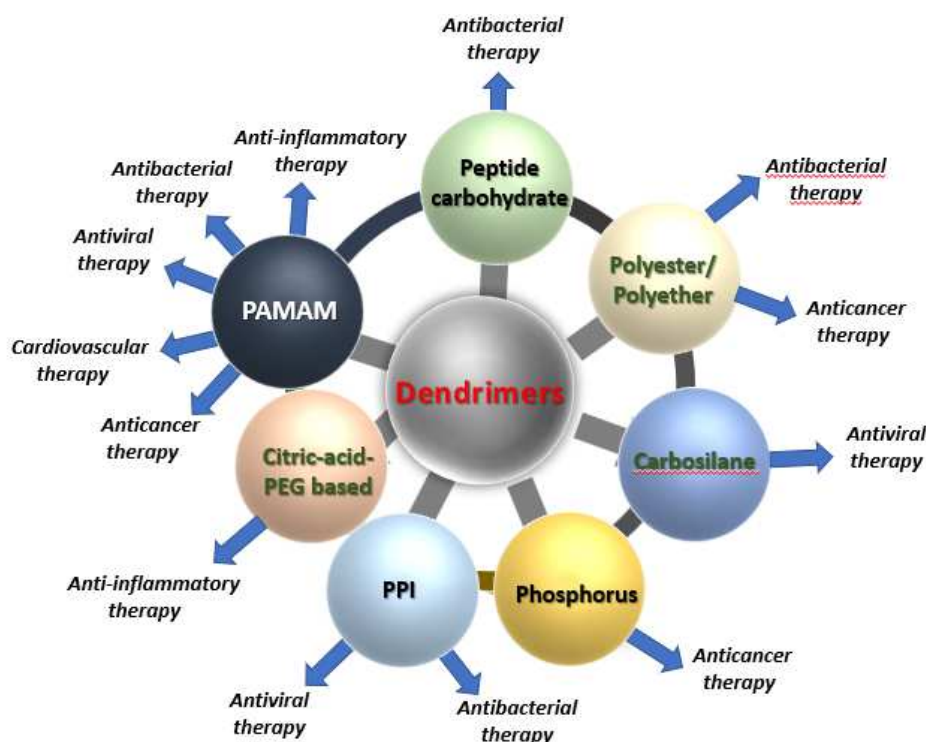 Antibacterial
therapy
Anti-inflammatory
therapy
Antibacterial
therapy
Antiviral
therapy
Cardiovascular
therapy
Anticancer
therapy
PAMAM
Peptide
carbohydrate
Antibacterial
therapy
Polyester/
Polyether
Anticancer
therapy
Dendrimers
Citric-acid-
PEG based
Carbosilane
Antiviral
therapy
Anti-inflammatory
therapy
PPI
Phosphorus
Antiviral
therapy
Antibacterial
therapy
Anticancer
therapy